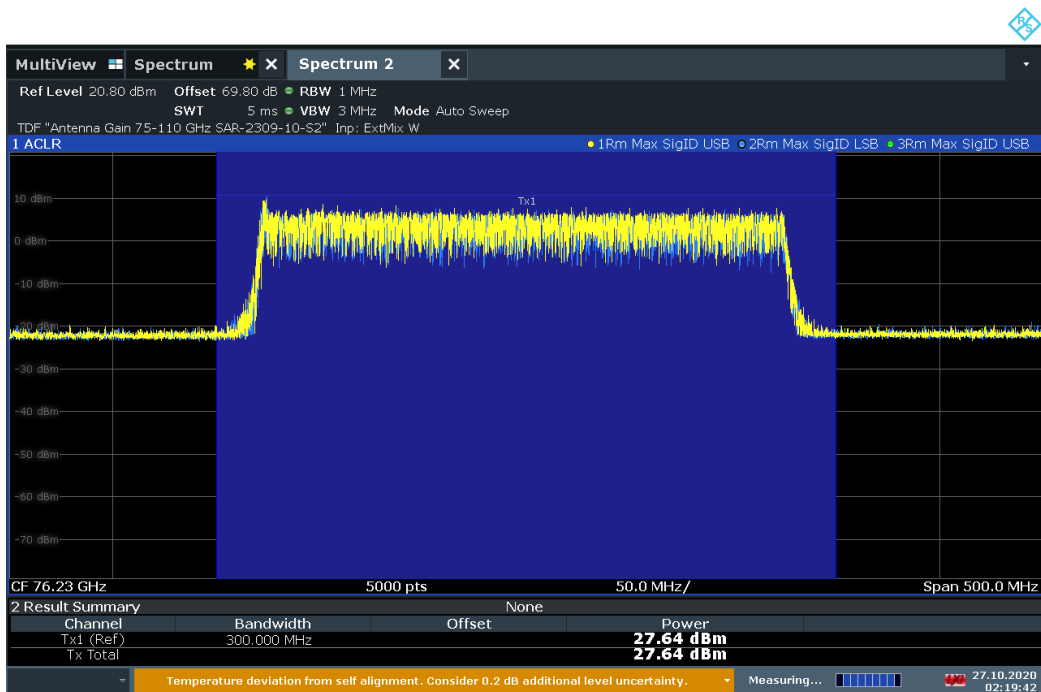 R S
MultiView Spectrum Spectrum 2
Ref Level 20.80 dBm Offset 69.80 dB RBW 1 MHz
SWT 5 ms VBW 3 MHz Mode Auto Sweep
TDF "Antenna Gain 75-110 GHz SAR-2309-10-S2" Inp: ExtMix W
1 ACLR 1Rm Max SigID USB 2Rm Max SigID LSB 3Rm Max SigID USB
10 dBm
Tx1
0 dBm
-10 dBm
-20 dBm
-30 dBm
-40 dBm
-50 dBm
-60 dBm
-70 dBm
CF 76.23 GHz 5000 pts 50.0 MHz/ Span 500.0 MHz
2 Result Summary None
Channel Bandwidth Offset Power
Tx1 (Ref) 300.000 MHz 27.64 dBm
Tx Total 27.64 dBm
Temperature deviation from self alignment. Consider 0.2 dB additional level uncertainty. Measuring... 27.10.2020
02:19:42